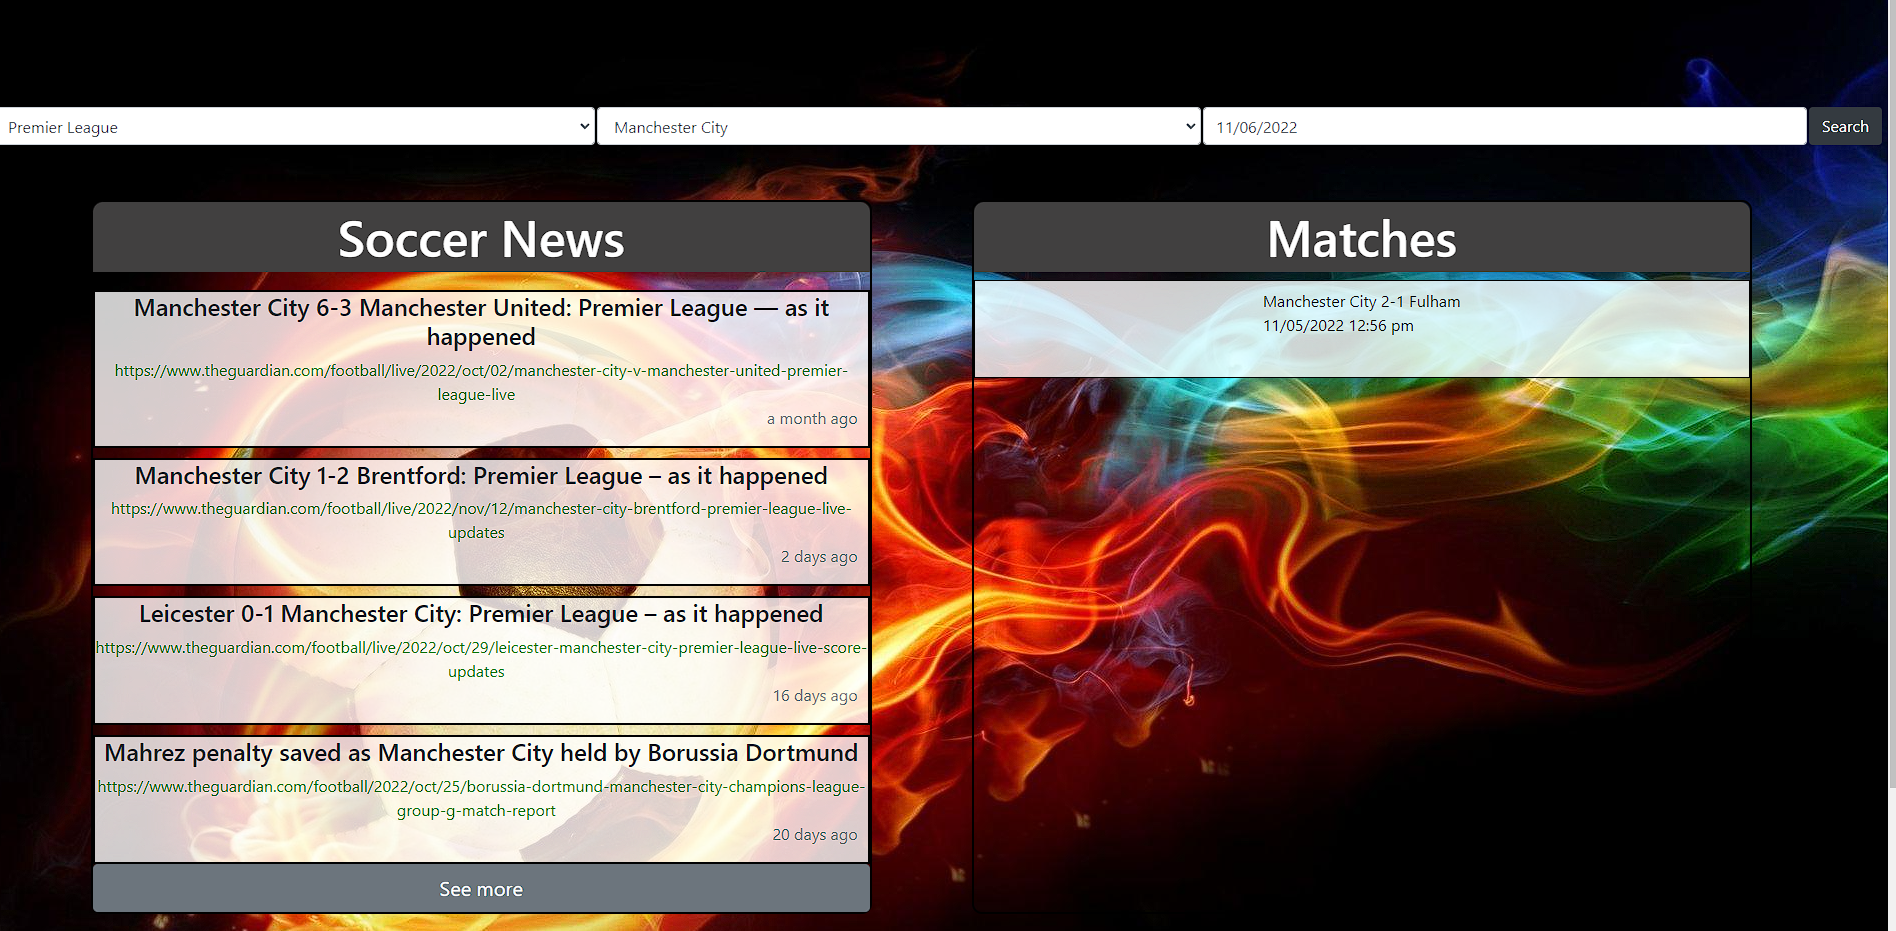 Premier League
Manchester City
11/06/2022
Search
Soccer News
Manchester City 6-3 Manchester United: Premier League — as it
happened
https://www.theguardian.com/football/live/2022/oct/02/manchester-city-v-manchester-united-premier-
league-live
a month ago
Manchester City 1-2 Brentford: Premier League – as it happened
https://www.theguardian.com/football/live/2022/nov/12/manchester-city-brentford-premier-league-live-
updates
2 days ago
Leicester 0-1 Manchester City: Premier League – as it happened
https://www.theguardian.com/football/live/2022/oct/29/leicester-manchester-city-premier-league-live-score-
updates
16 days ago
Mahrez penalty saved as Manchester City held by Borussia Dortmund
https://www.theguardian.com/football/2022/oct/25/borussia-dortmund-manchester-city-champions-league-
group-g-match-report
20 days ago
See more
Matches
Manchester City 2-1 Fulham
11/05/2022 12:56 pm